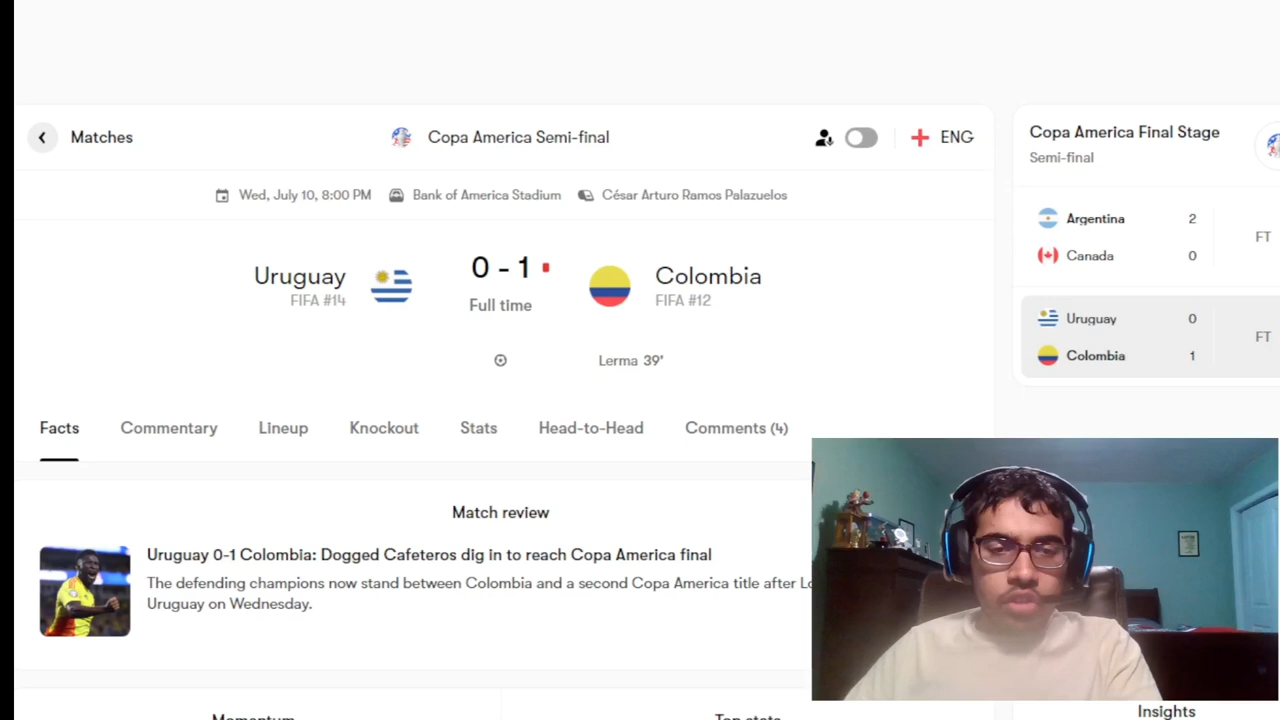 Matches
Copa America Semi-final
ENG
Wed, July 10, 8:00 PM
Bank of America Stadium
César Arturo Ramos Palazuelos
Uruguay
FIFA #14
0 - 1
Full time
Colombia
FIFA #12
Lerma 39'
Facts
Commentary
Lineup
Knockout
Stats
Head-to-Head
Comments (4)
Match review
Uruguay 0-1 Colombia: Dogged Cafeteros dig in to reach Copa America final
The defending champions now stand between Colombia and a second Copa America title after
Uruguay on Wednesday.
Momentum
Top stats
Copa America Final Stage
Semi-final
Argentina 2
FT
Canada 0
Uruguay 0
FT
Colombia 1
Insights